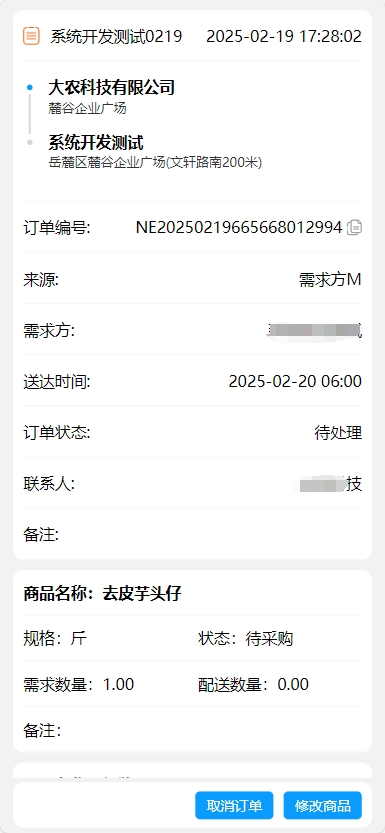 系统开发测试0219 2025-02-19 17:28:02
大农科技有限公司
麓谷企业广场
系统开发测试
岳麓区麓谷企业广场(文轩路南200米)
订单编号: NE20250219665668012994
来源: 需求方M
需求方:
送达时间: 2025-02-20 06:00
订单状态: 待处理
联系人: 技
备注:
商品名称：去皮芋头仔
规格：斤 状态：待采购
需求数量：1.00 配送数量：0.00
备注：
取消订单 修改商品